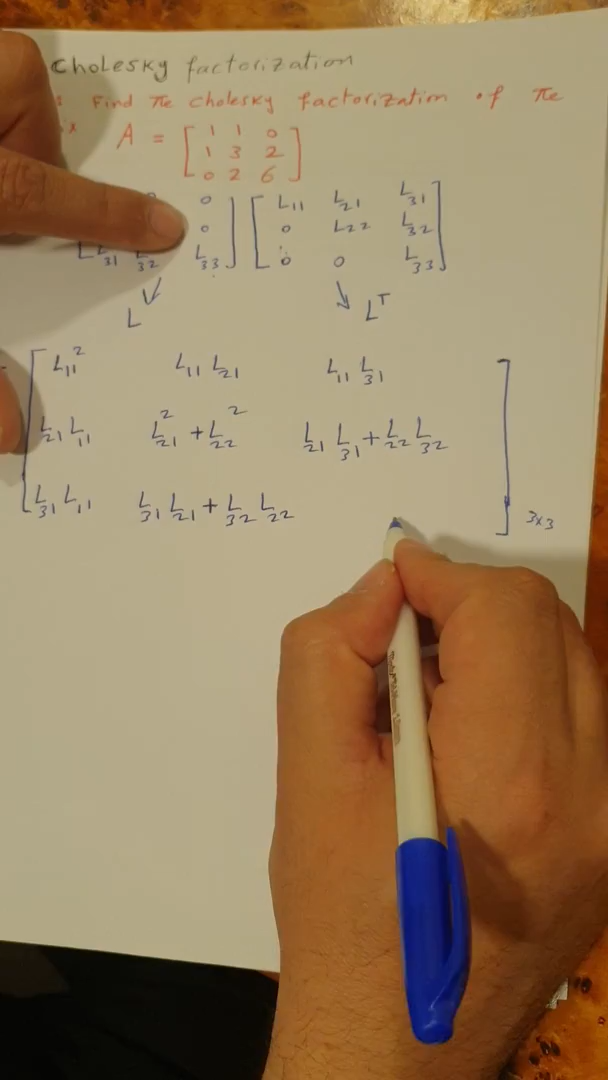 Cholesky factorization
Find the cholesky factorization of the
A = [ 1 1 0
1 3 2
0 2 6 ]
0 ] [ L11 L21 L31
0 0 L22 L32
L31 L32 L33 ] 0 0 L33 ]
L L^T
[ L11^2 L11 L21 L11 L31
L21 L11 L21^2 + L22^2 L21 L31 + L22 L32
L31 L11 L31 L21 + L32 L22 ] 3x3